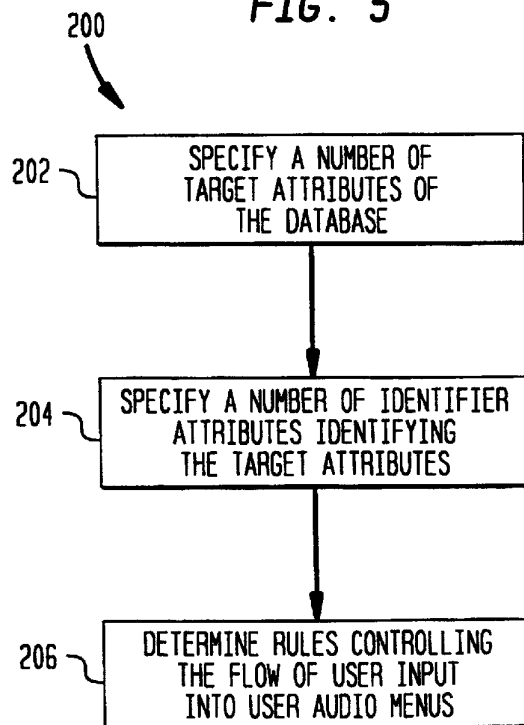 FIG. 5
200
202
SPECIFY A NUMBER OF
TARGET ATTRIBUTES OF
THE DATABASE
204
SPECIFY A NUMBER OF IDENTIFIER
ATTRIBUTES IDENTIFYING
THE TARGET ATTRIBUTES
206
DETERMINE RULES CONTROLLING
THE FLOW OF USER INPUT
INTO USER AUDIO MENUS